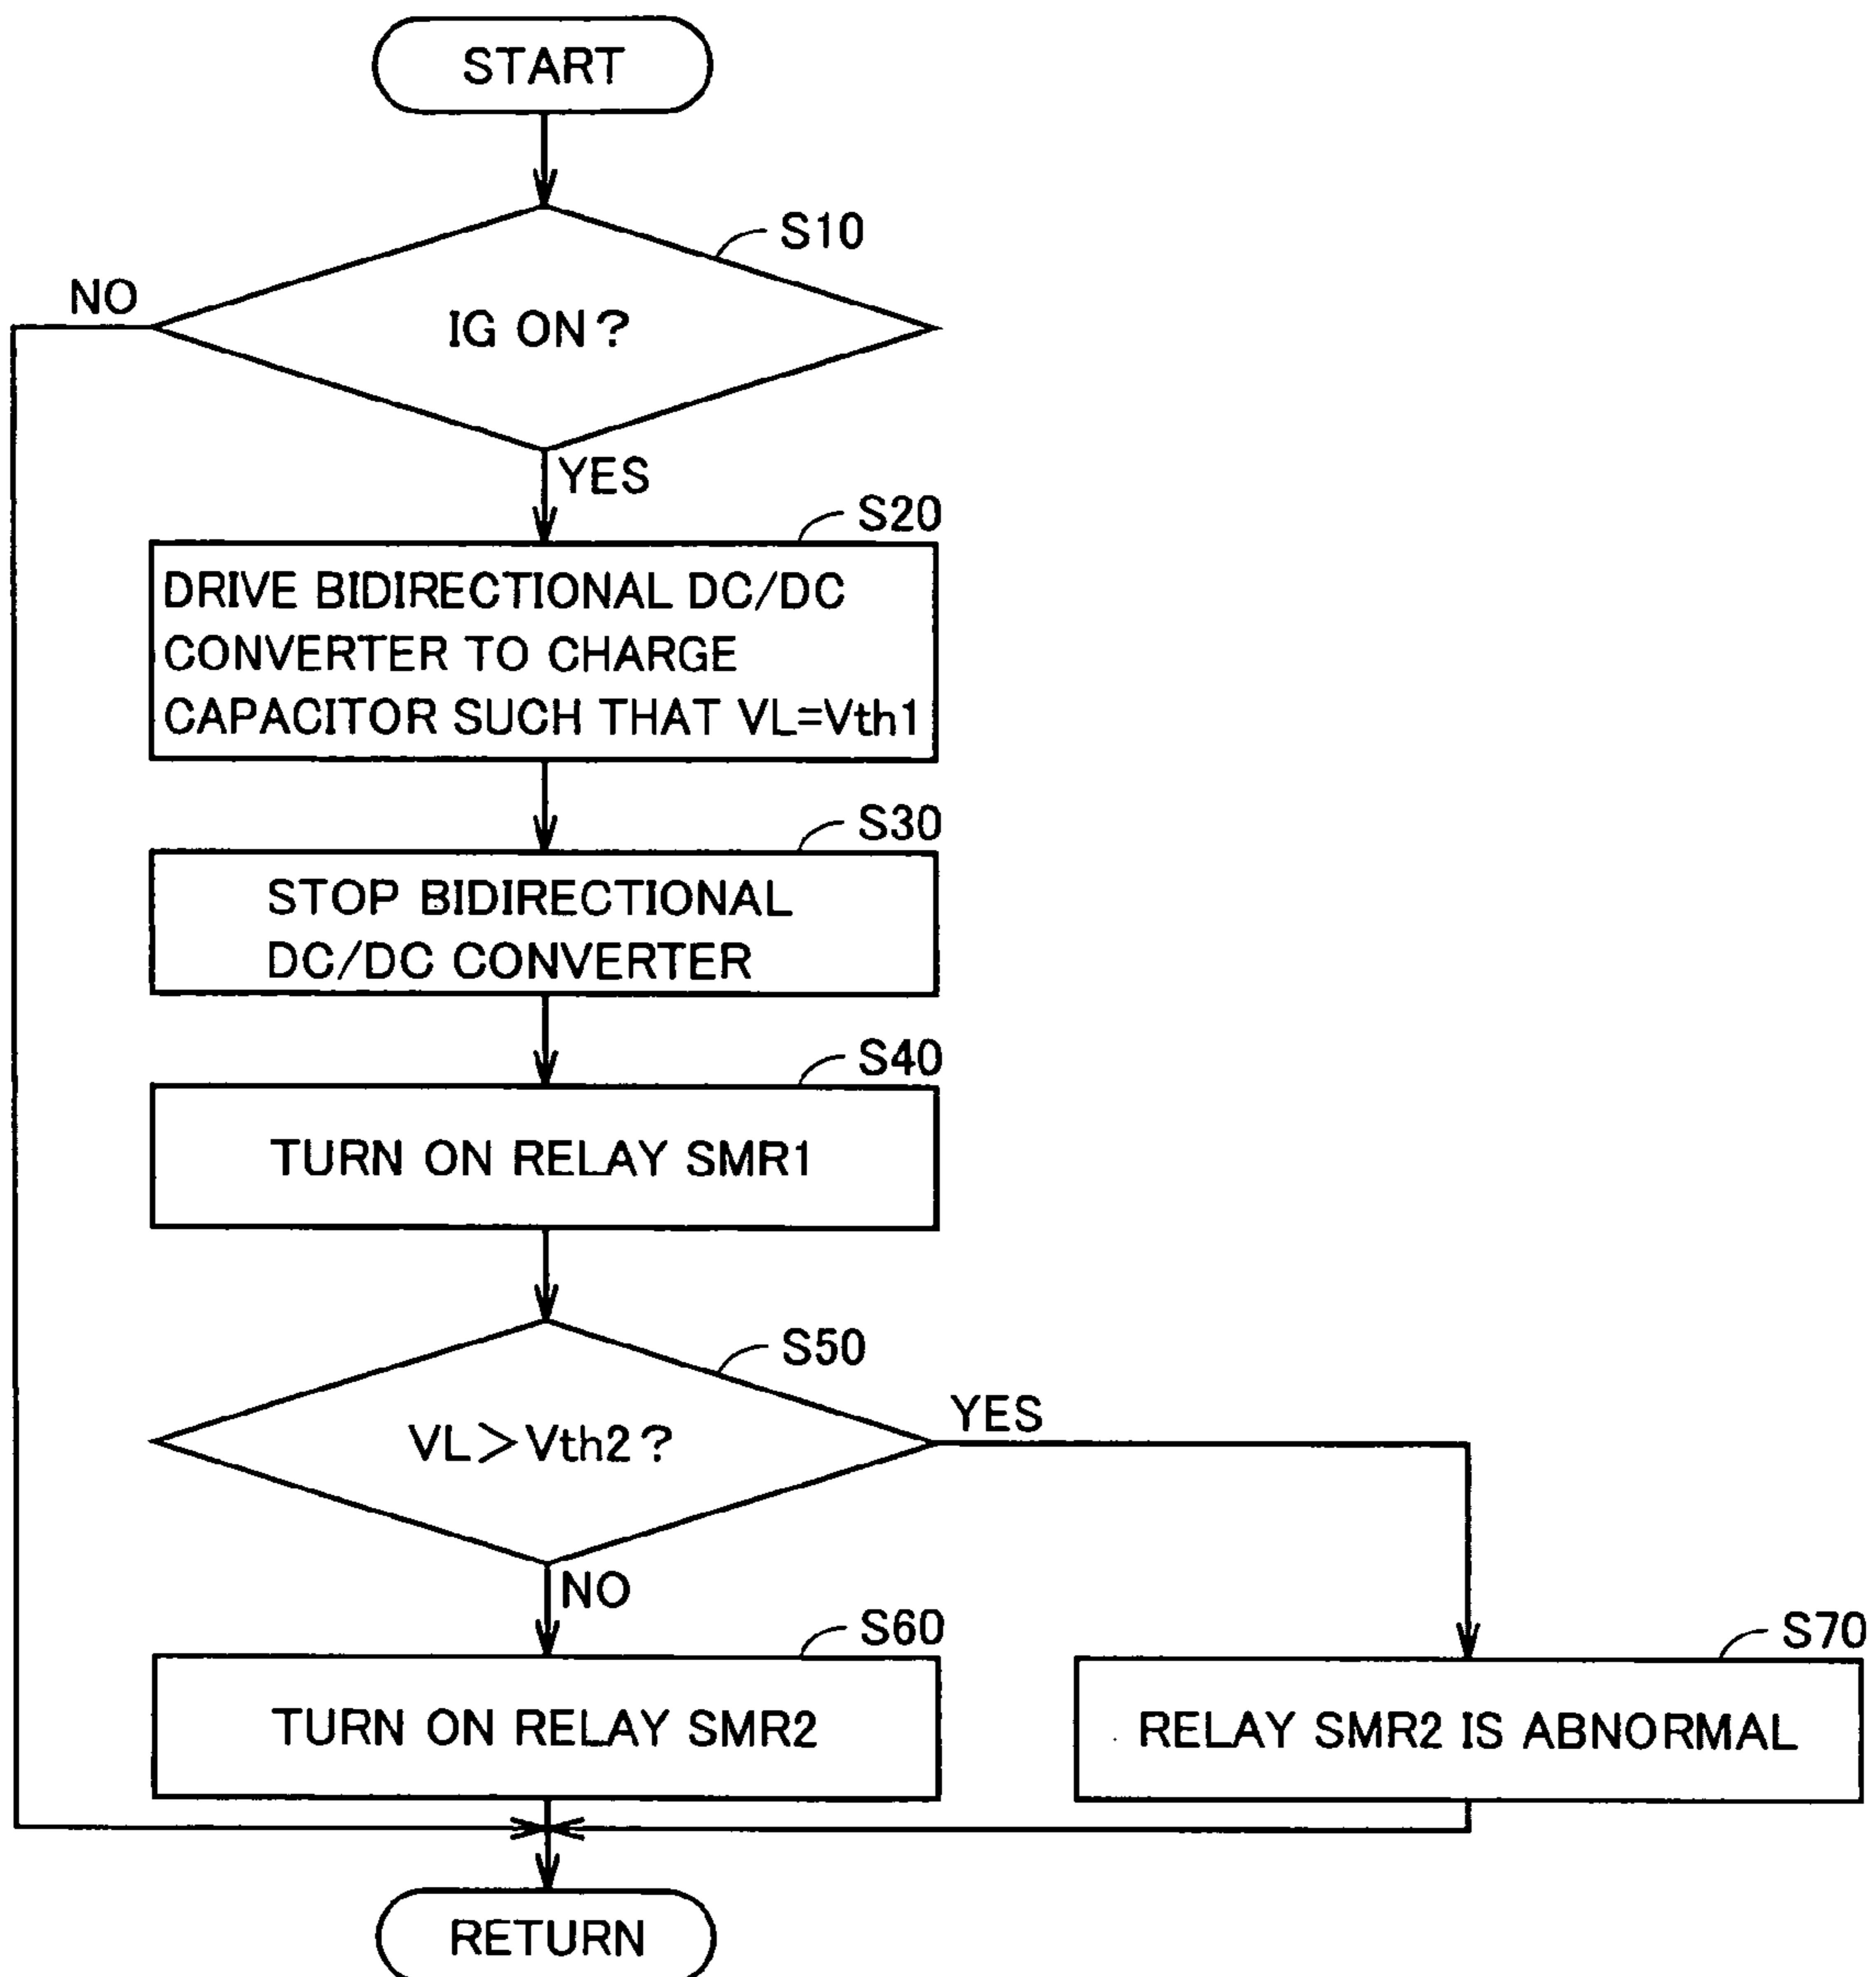 START
S10
NO
IG ON?
YES
S20
DRIVE BIDIRECTIONAL DC/DC
CONVERTER TO CHARGE
CAPACITOR SUCH THAT VL=Vth1
S30
STOP BIDIRECTIONAL
DC/DC CONVERTER
S40
TURN ON RELAY SMR1
S50
YES
VL>Vth2?
NO
S60
TURN ON RELAY SMR2
S70
RELAY SMR2 IS ABNORMAL
RETURN